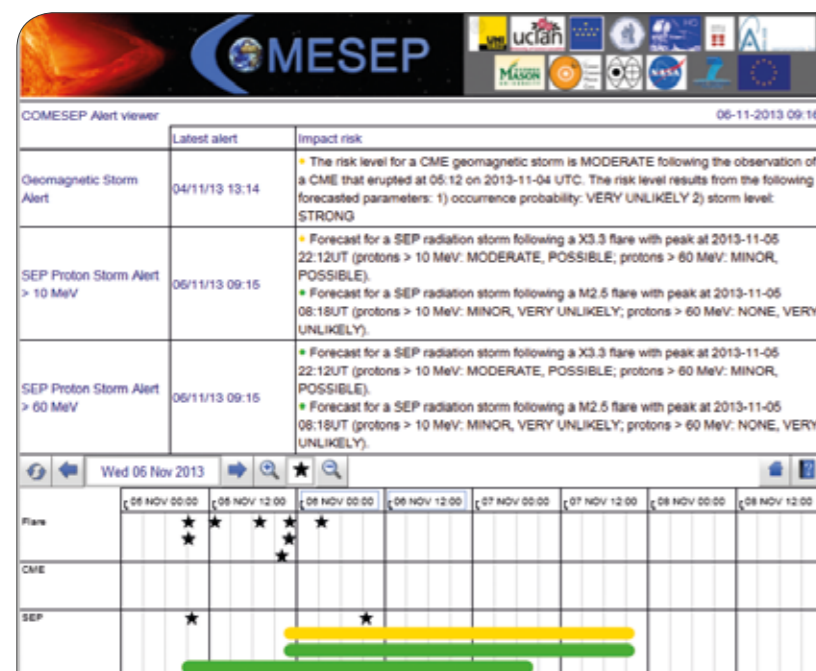 COMESEP
UNI GRAZ
uclan
MASON
NASA
COMESEP Alert viewer
06-11-2013 09:16
Latest alert
Impact risk
Geomagnetic Storm
Alert
04/11/13 13:14
The risk level for a CME geomagnetic storm is MODERATE following the observation of
a CME that erupted at 05:12 on 2013-11-04 UTC. The risk level results from the following
forecasted parameters: 1) occurrence probability: VERY UNLIKELY 2) storm level:
STRONG
SEP Proton Storm Alert
> 10 MeV
06/11/13 09:15
Forecast for a SEP radiation storm following a X3.3 flare with peak at 2013-11-05
22:12UT (protons > 10 MeV: MODERATE, POSSIBLE; protons > 60 MeV: MINOR,
POSSIBLE).
Forecast for a SEP radiation storm following a M2.5 flare with peak at 2013-11-05
08:18UT (protons > 10 MeV: MINOR, VERY UNLIKELY; protons > 60 MeV: NONE, VERY
UNLIKELY).
SEP Proton Storm Alert
> 60 MeV
06/11/13 09:15
Forecast for a SEP radiation storm following a X3.3 flare with peak at 2013-11-05
22:12UT (protons > 10 MeV: MODERATE, POSSIBLE; protons > 60 MeV: MINOR,
POSSIBLE).
Forecast for a SEP radiation storm following a M2.5 flare with peak at 2013-11-05
08:18UT (protons > 10 MeV: MINOR, VERY UNLIKELY; protons > 60 MeV: NONE, VERY
UNLIKELY).
Wed 06 Nov 2013
?
05 NOV 00:00 05 NOV 12:00 06 NOV 00:00 06 NOV 12:00 07 NOV 00:00 07 NOV 12:00 08 NOV 00:00 08 NOV 12:00
Flare
CME
SEP